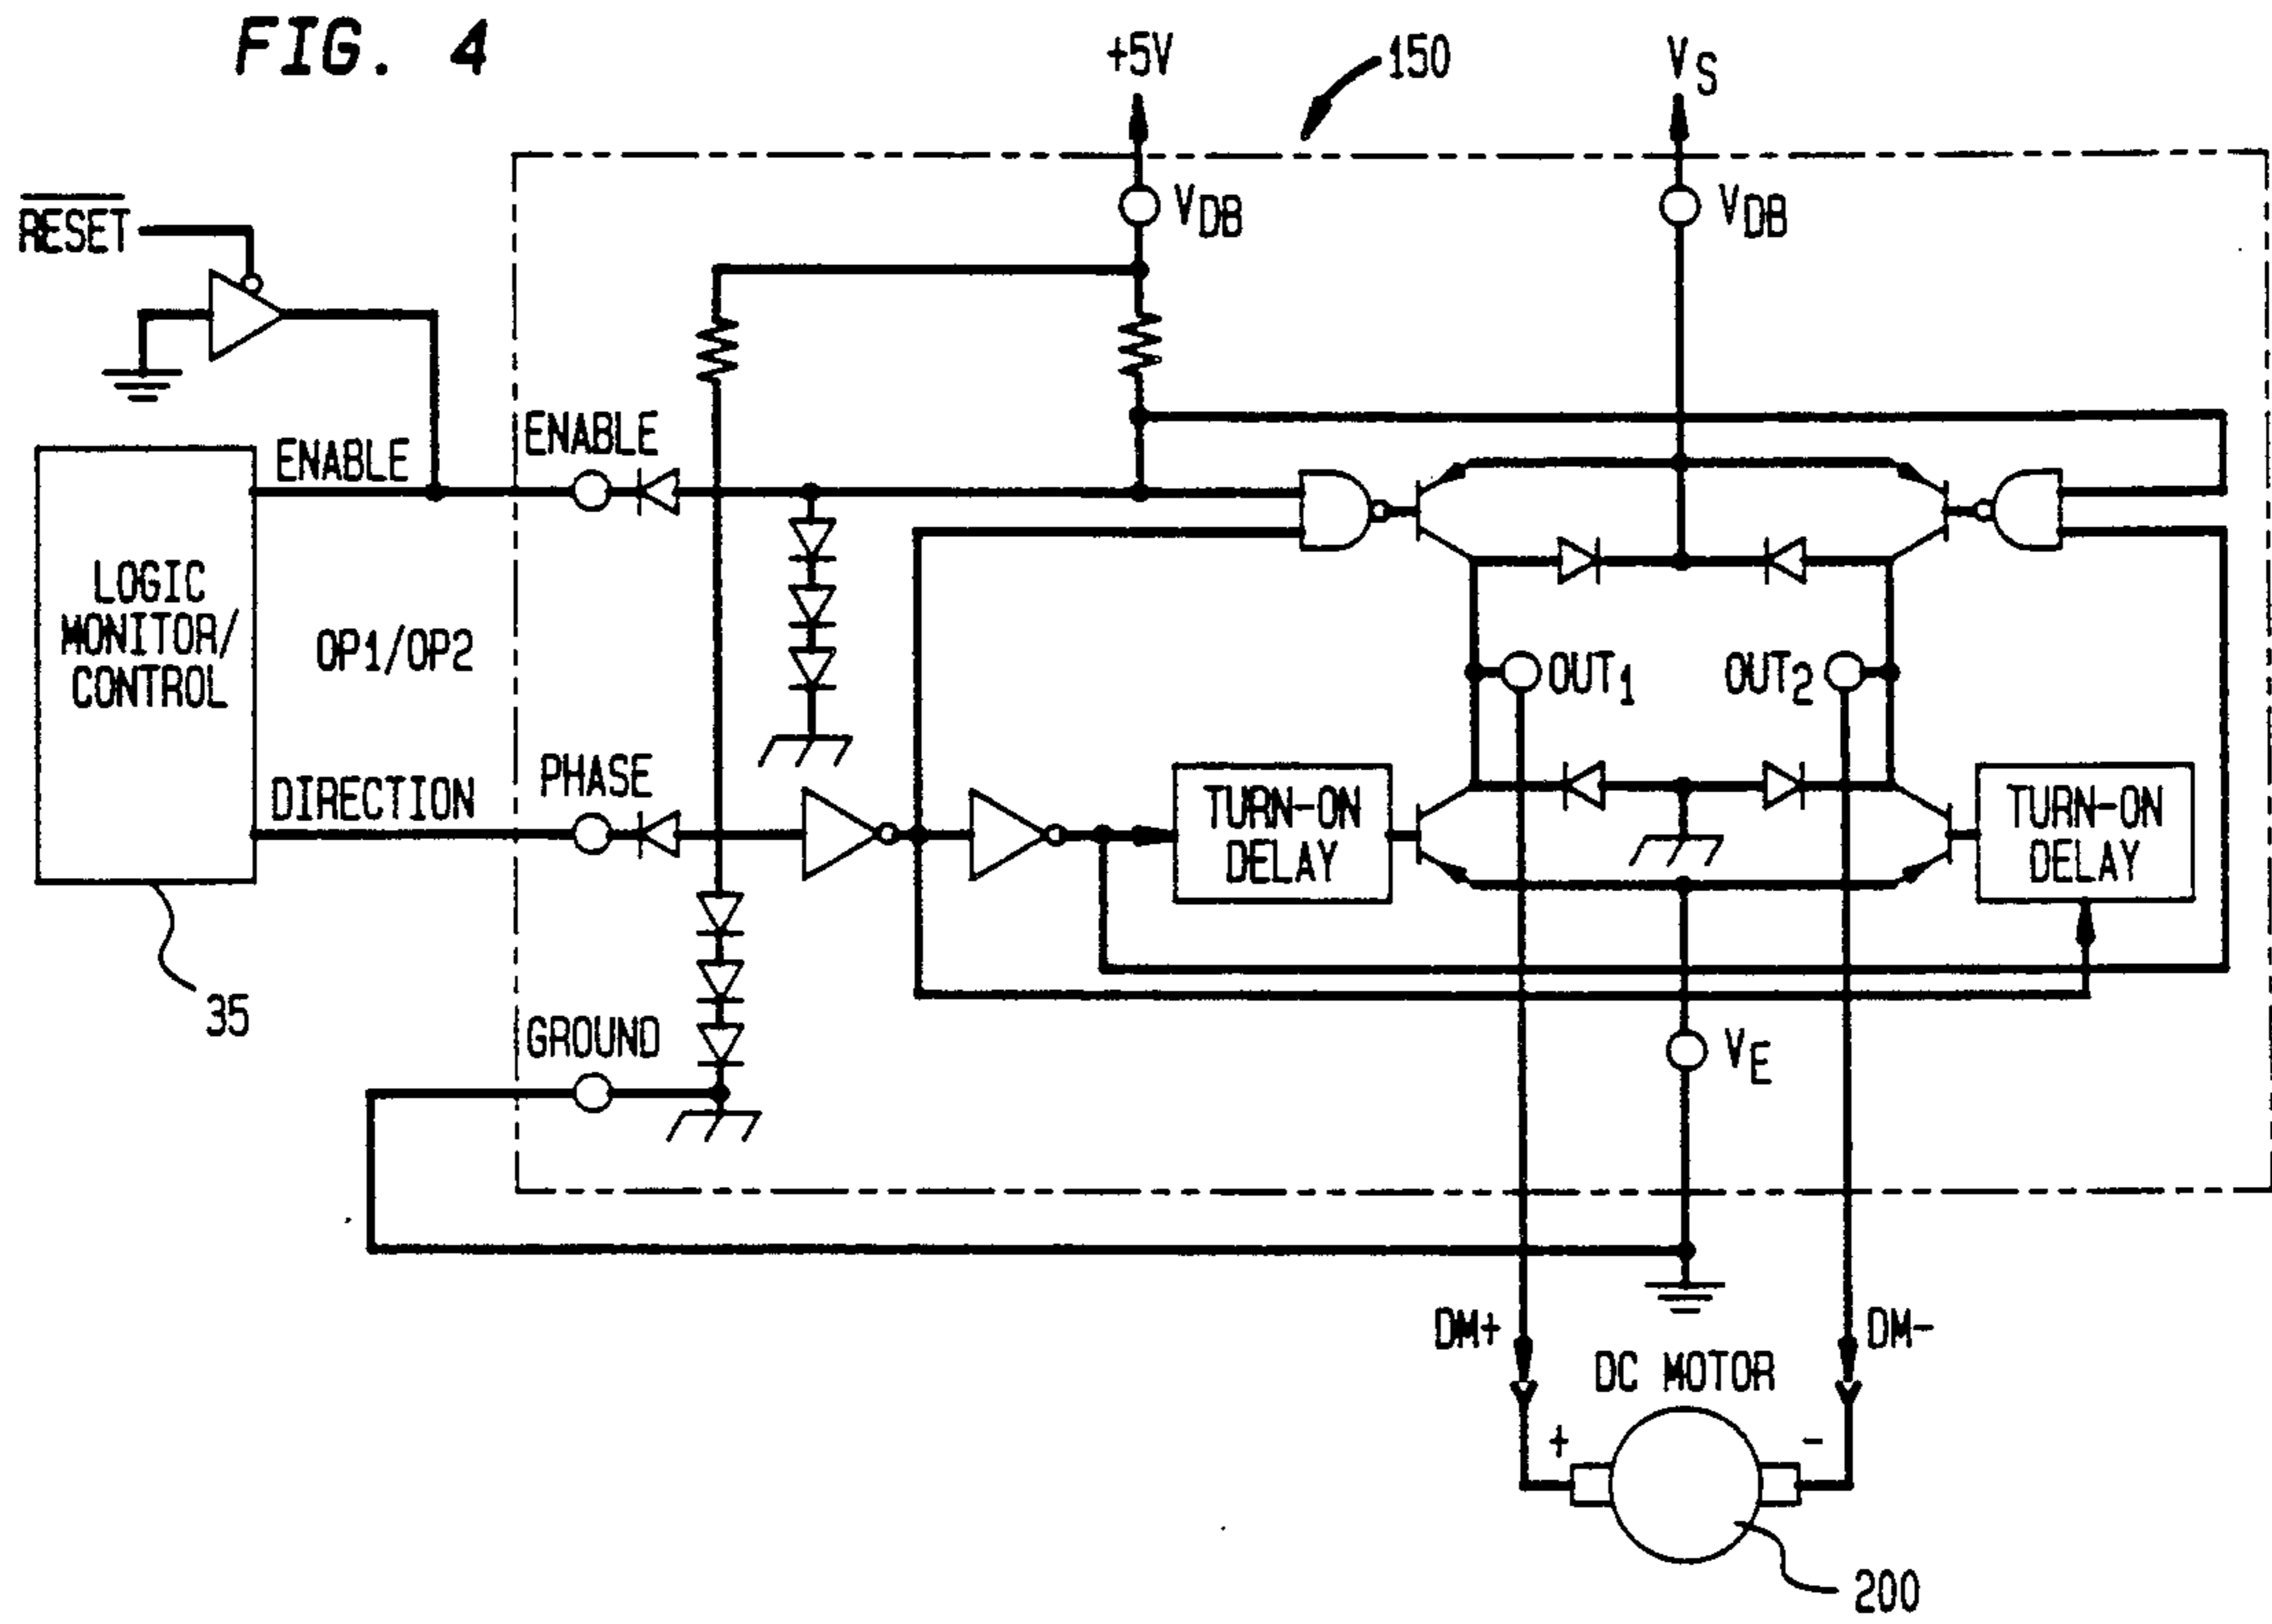 FIG. 4
+5V
150
VS
RESET
VDB
VDB
ENABLE
ENABLE
LOGIC
MONITOR/
CONTROL
OP1/OP2
OUT1
OUT2
DIRECTION
PHASE
TURN-ON
DELAY
TURN-ON
DELAY
35
GROUND
VE
DM+
DM-
DC MOTOR
+
-
200